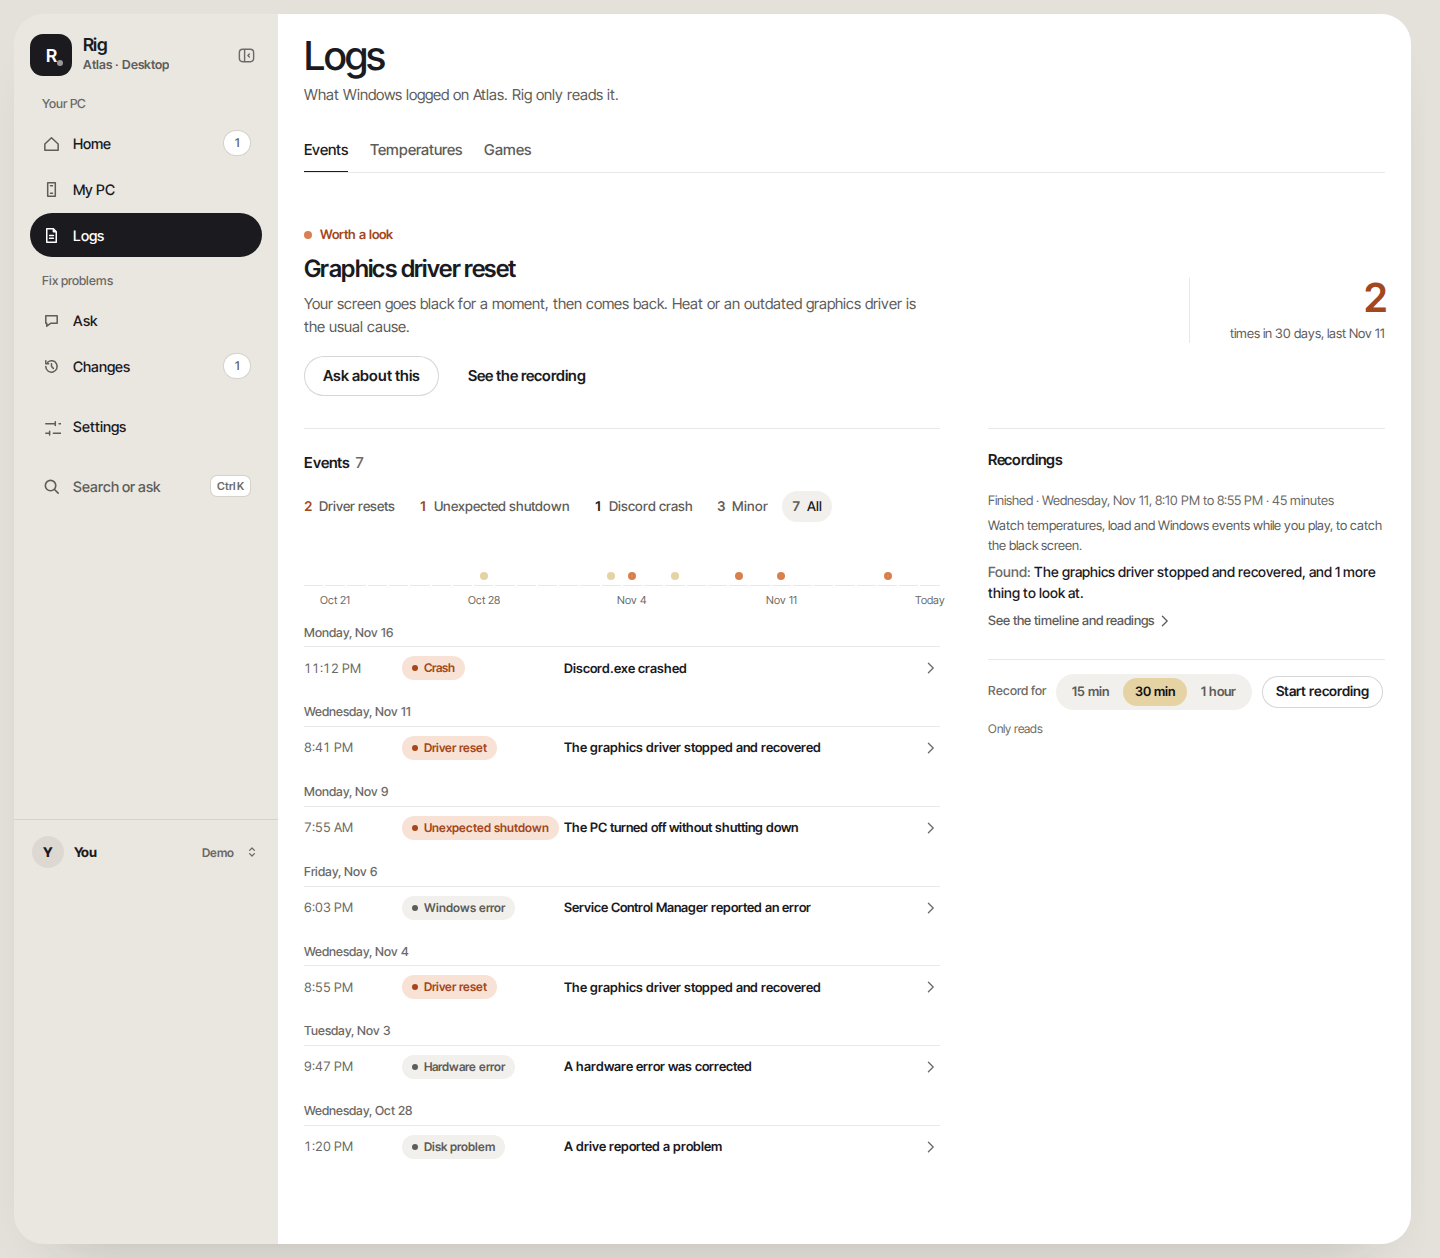 R
Rig
Atlas · Desktop
Your PC
Home
1
My PC
Logs
Fix problems
Ask
Changes
1
Settings
Search or ask
Ctrl K
Y
You
Demo
Logs
What Windows logged on Atlas. Rig only reads it.
Events
Temperatures
Games
Worth a look
Graphics driver reset
Your screen goes black for a moment, then comes back. Heat or an outdated graphics driver is
the usual cause.
Ask about this
See the recording
2
times in 30 days, last Nov 11
Events 7
2 Driver resets
1 Unexpected shutdown
1 Discord crash
3 Minor
7 All
Oct 21
Oct 28
Nov 4
Nov 11
Today
Monday, Nov 16
11:12 PM
Crash
Discord.exe crashed
Wednesday, Nov 11
8:41 PM
Driver reset
The graphics driver stopped and recovered
Monday, Nov 9
7:55 AM
Unexpected shutdown
The PC turned off without shutting down
Friday, Nov 6
6:03 PM
Windows error
Service Control Manager reported an error
Wednesday, Nov 4
8:55 PM
Driver reset
The graphics driver stopped and recovered
Tuesday, Nov 3
9:47 PM
Hardware error
A hardware error was corrected
Wednesday, Oct 28
1:20 PM
Disk problem
A drive reported a problem
Recordings
Finished · Wednesday, Nov 11, 8:10 PM to 8:55 PM · 45 minutes
Watch temperatures, load and Windows events while you play, to catch
the black screen.
Found: The graphics driver stopped and recovered, and 1 more
thing to look at.
See the timeline and readings
Record for
15 min
30 min
1 hour
Start recording
Only reads